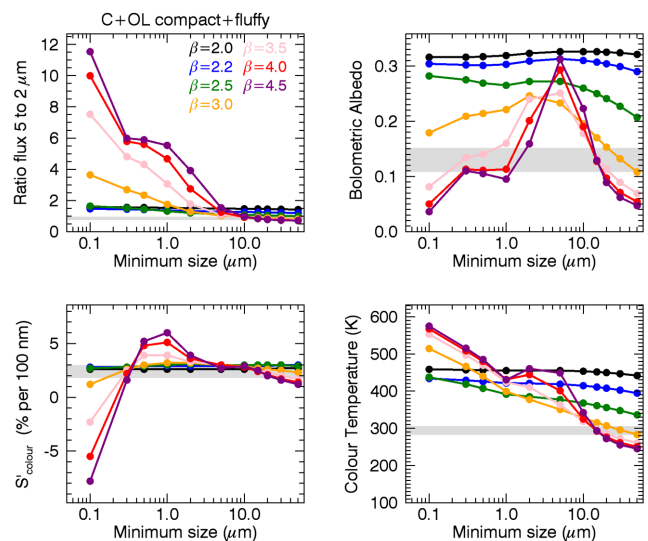 C+OL compact+fluffy
Ratio flux 5 to 2 μm
12
10
8
6
4
2
0
β=2.0
β=2.2
β=2.5
β=3.0
β=3.5
β=4.0
β=4.5
0.1 1.0 10.0
Minimum size (μm)
Bolometric Albedo
0.3
0.2
0.1
0.0
0.1 1.0 10.0
Minimum size (μm)
S'colour (% per 100 nm)
5
0
-5
0.1 1.0 10.0
Minimum size (μm)
Colour Temperature (K)
600
500
400
300
200
100
0.1 1.0 10.0
Minimum size (μm)